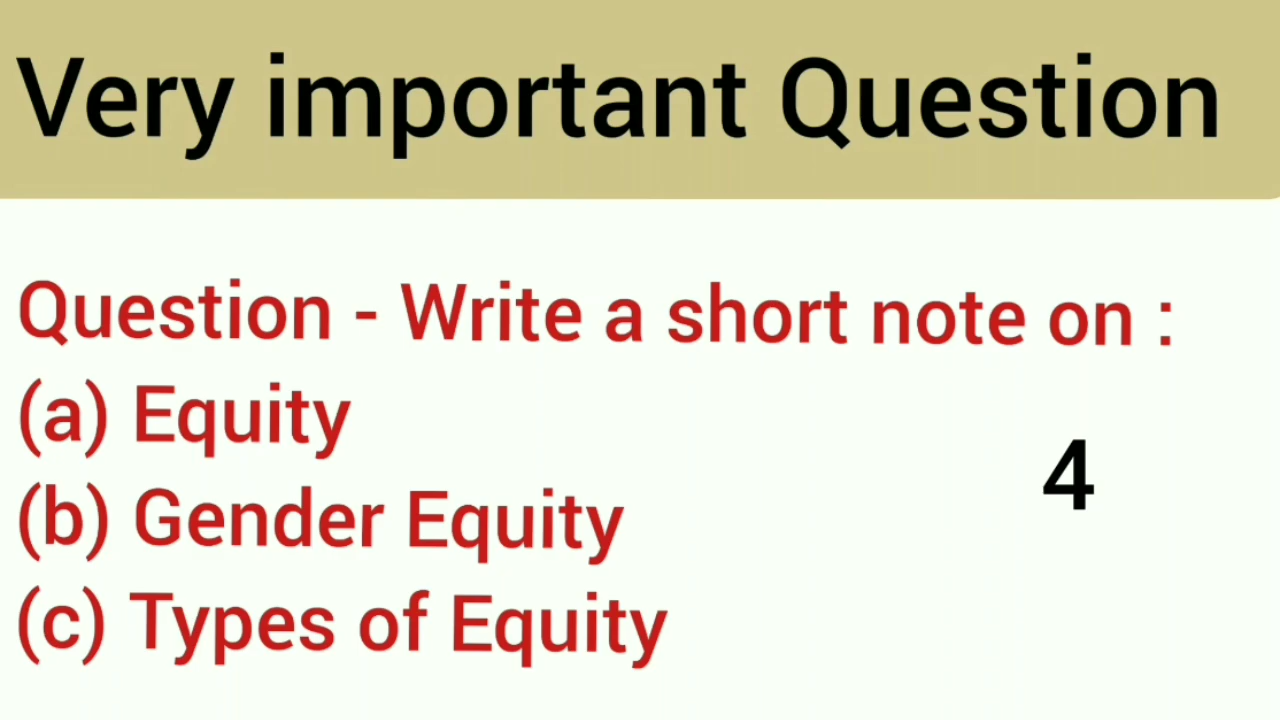 Very important Question
Question - Write a short note on :
(a) Equity
4
(b) Gender Equity
(c) Types of Equity